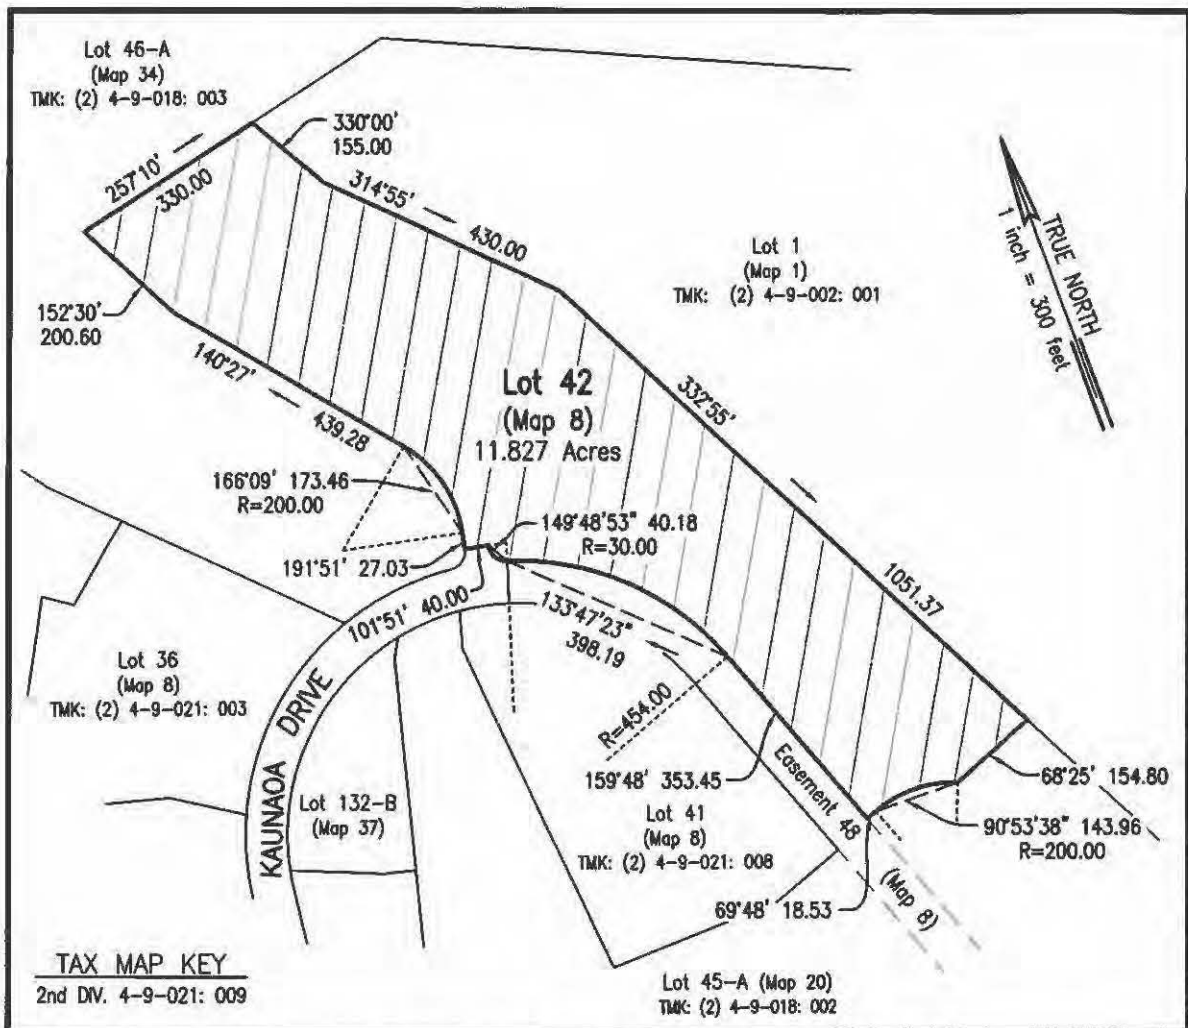 Lot 46-A
(Map 34)
TMK: (2) 4-9-018: 003
330°00'
155.00
257°10'
330.00
314°55'
430.00
Lot 1
(Map 1)
TMK: (2) 4-9-002: 001
TRUE NORTH
1 inch = 300 feet
152°30'
200.60
140°27'
439.28
Lot 42
(Map 8)
11.827 Acres
332°55'
1051.37
166°09' 173.46
R=200.00
149°48'53" 40.18
R=30.00
191°51' 27.03
101°51' 40.00
133°47'23"
398.19
Lot 36
(Map 8)
TMK: (2) 4-9-021: 003
KAUNAOA DRIVE
R=454.00
159°48' 353.45
Easement 48
(Map 8)
68°25' 154.80
90°53'38" 143.96
R=200.00
Lot 132-B
(Map 37)
Lot 41
(Map 8)
TMK: (2) 4-9-021: 008
69°48' 18.53
TAX MAP KEY
2nd DIV. 4-9-021: 009
Lot 45-A (Map 20)
TMK: (2) 4-9-018: 002